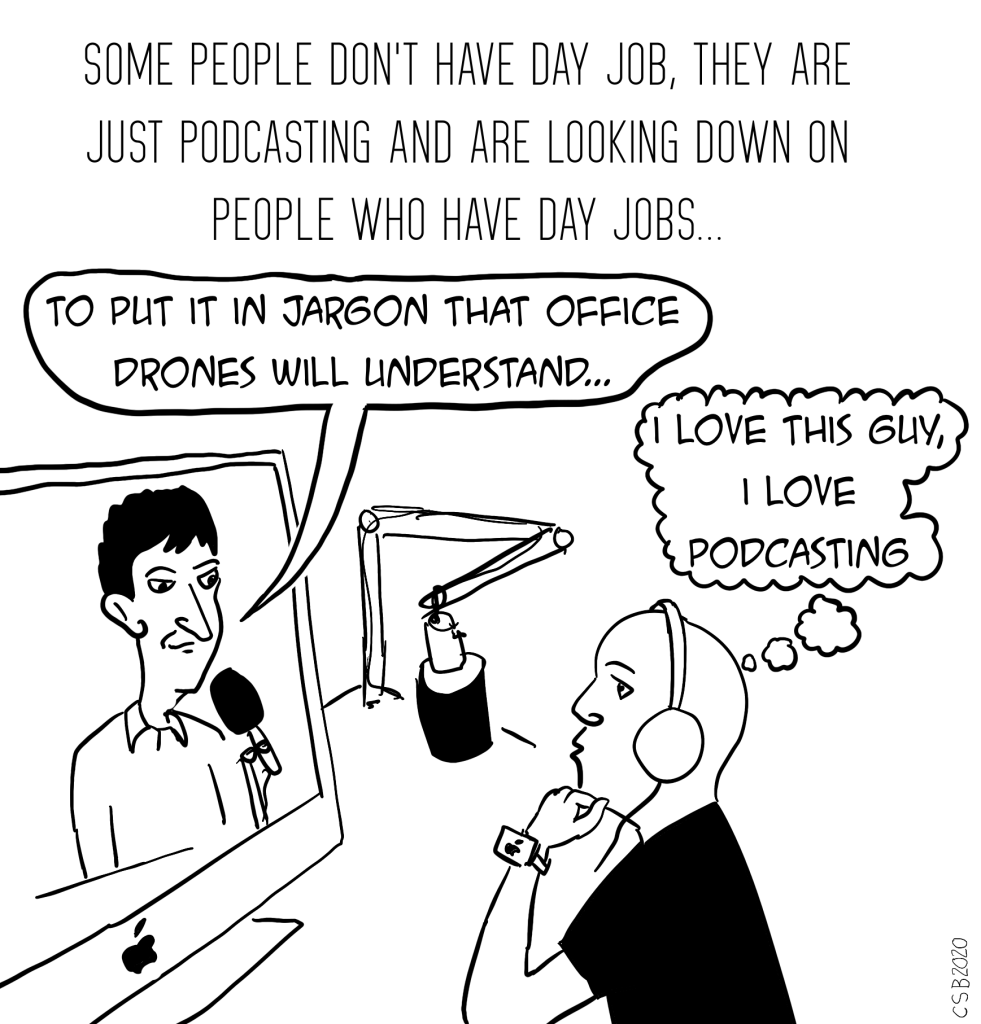 SOME PEOPLE DON'T HAVE DAY JOB, THEY ARE
JUST PODCASTING AND ARE LOOKING DOWN ON
PEOPLE WHO HAVE DAY JOBS...
TO PUT IT IN JARGON THAT OFFICE
DRONES WILL UNDERSTAND...
I LOVE THIS GUY,
I LOVE
PODCASTING
CSB2020